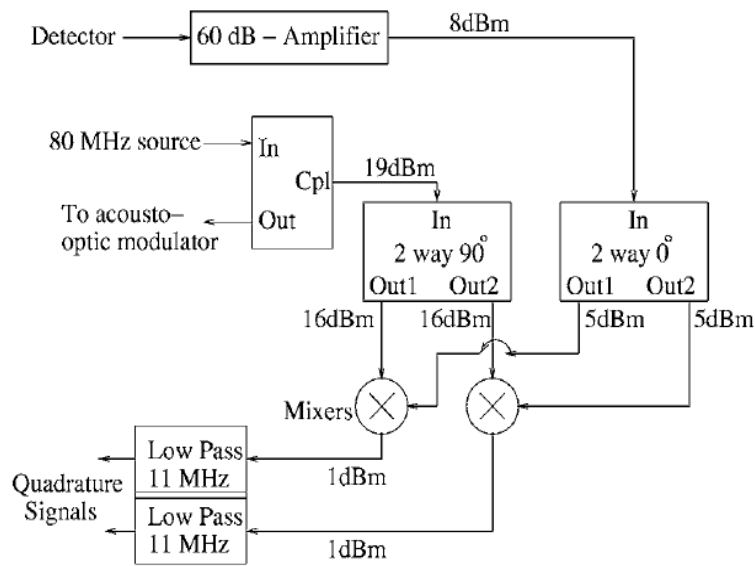 Detector
60 dB – Amplifier
8dBm
80 MHz source
In
Cpl
19dBm
To acousto–
optic modulator
Out
In
2 way 90°
Out1 Out2
In
2 way 0°
Out1 Out2
16dBm
16dBm
5dBm
5dBm
Mixers
Low Pass
11 MHz
1dBm
Quadrature
Signals
Low Pass
11 MHz
1dBm